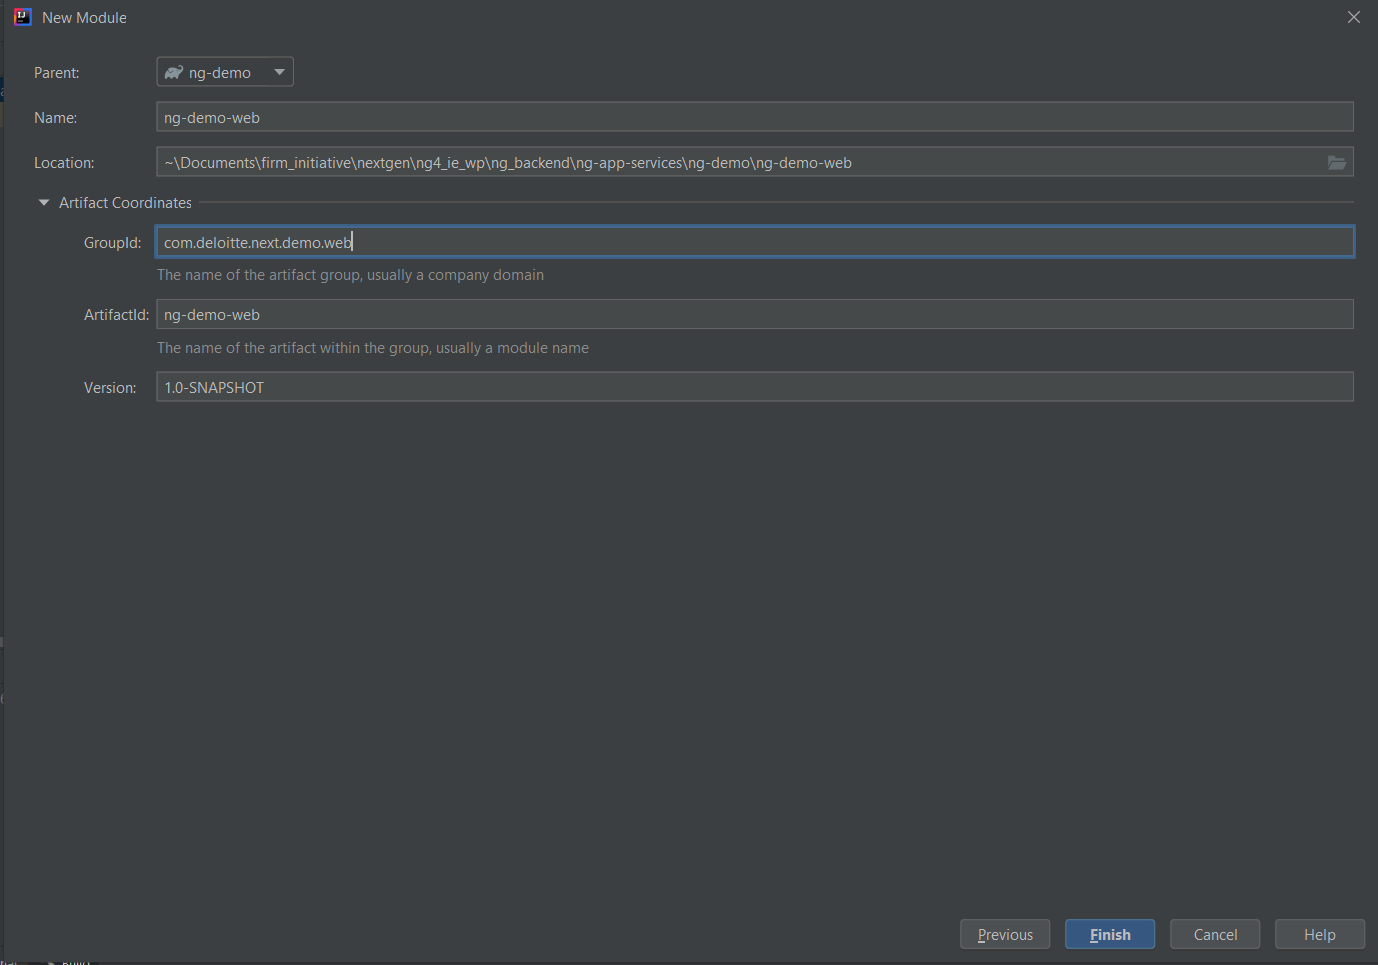 New Module
Parent: ng-demo
Name: ng-demo-web
Location: ~\Documents\firm_initiative\nextgen\ng4_ie_wp\ng_backend\ng-app-services\ng-demo\ng-demo-web
Artifact Coordinates
GroupId: com.deloitte.next.demo.web
The name of the artifact group, usually a company domain
ArtifactId: ng-demo-web
The name of the artifact within the group, usually a module name
Version: 1.0-SNAPSHOT
Previous Finish Cancel Help